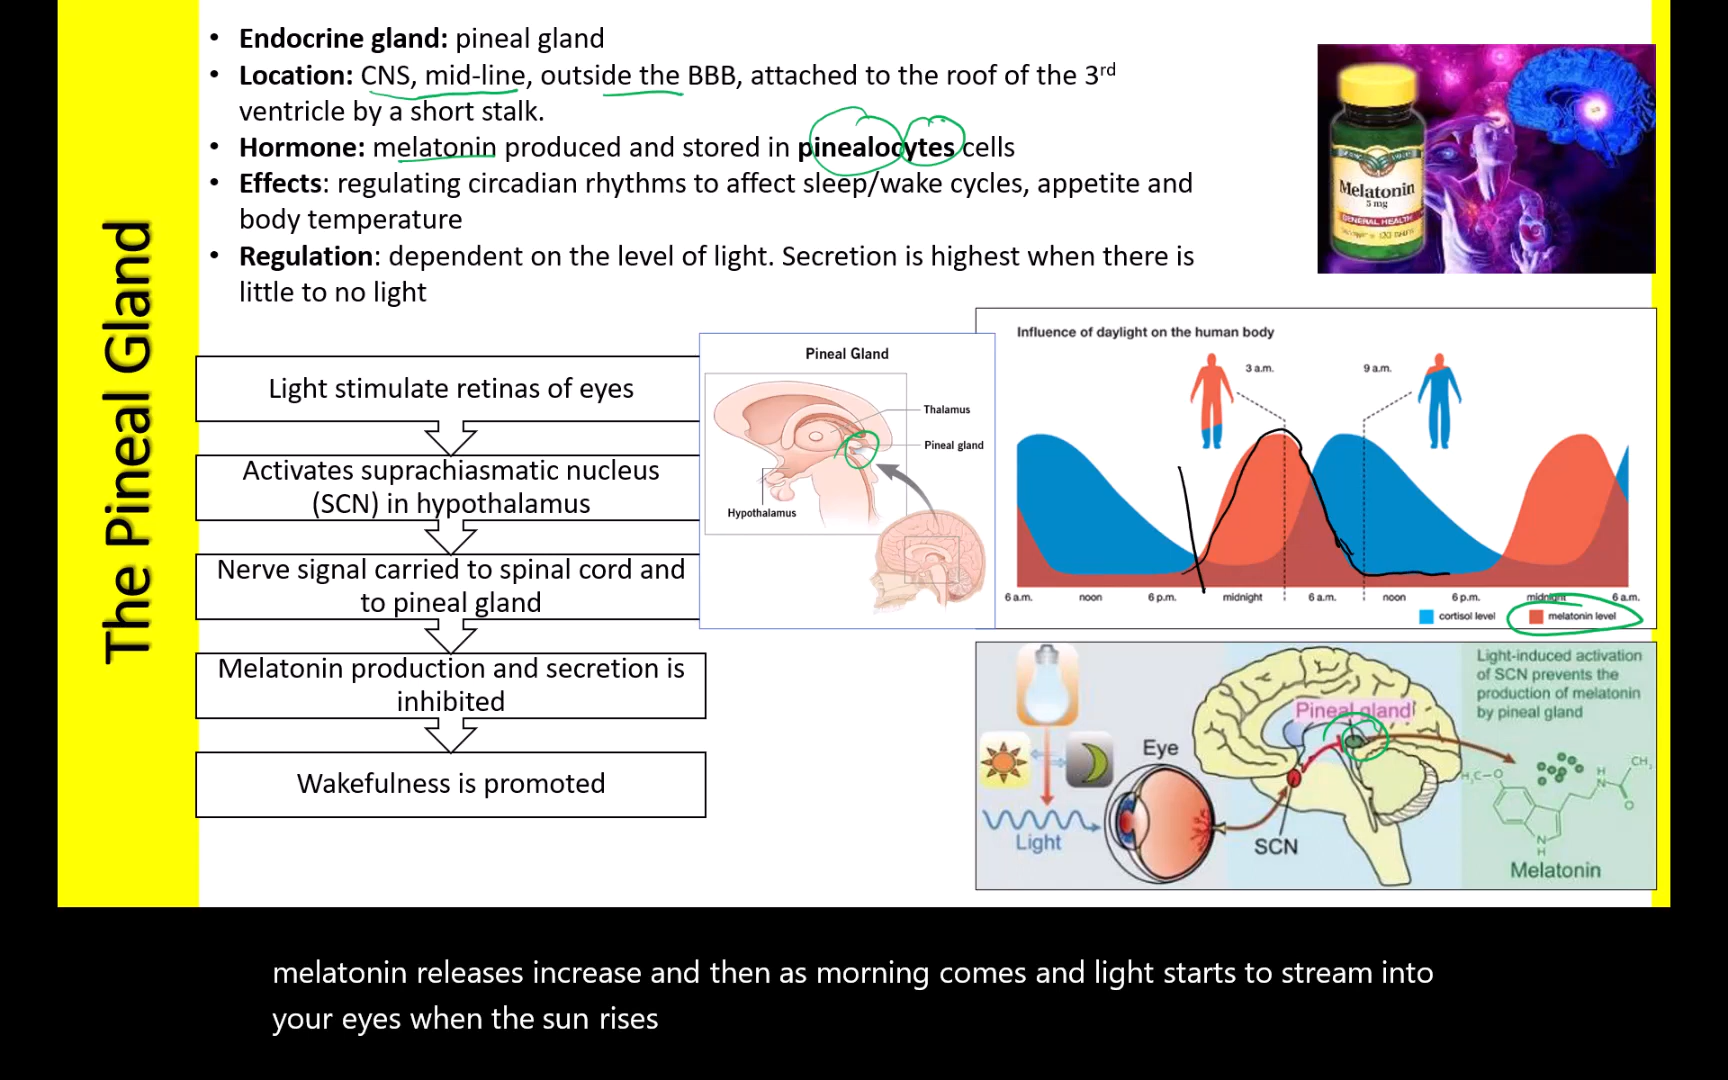 The Pineal Gland
• Endocrine gland: pineal gland
• Location: CNS, mid-line, outside the BBB, attached to the roof of the 3rd
ventricle by a short stalk.
• Hormone: melatonin produced and stored in pinealocytes cells
• Effects: regulating circadian rhythms to affect sleep/wake cycles, appetite and
body temperature
• Regulation: dependent on the level of light. Secretion is highest when there is
little to no light
Melatonin
GENERAL HEALTH
Light stimulate retinas of eyes
Activates suprachiasmatic nucleus
(SCN) in hypothalamus
Nerve signal carried to spinal cord and
to pineal gland
Melatonin production and secretion is
inhibited
Wakefulness is promoted
Pineal Gland
Thalamus
Pineal gland
Hypothalamus
Influence of daylight on the human body
3 a.m.
9 a.m.
6 a.m. noon 6 p.m. midnight 6 a.m. noon 6 p.m. midnight 6 a.m.
cortisol level melatonin level
Light-induced activation
of SCN prevents the
production of melatonin
by pineal gland
Pineal gland
Eye
Light
SCN
H₃C-O
H
N
CH₃
O
N
H
Melatonin
melatonin releases increase and then as morning comes and light starts to stream into
your eyes when the sun rises